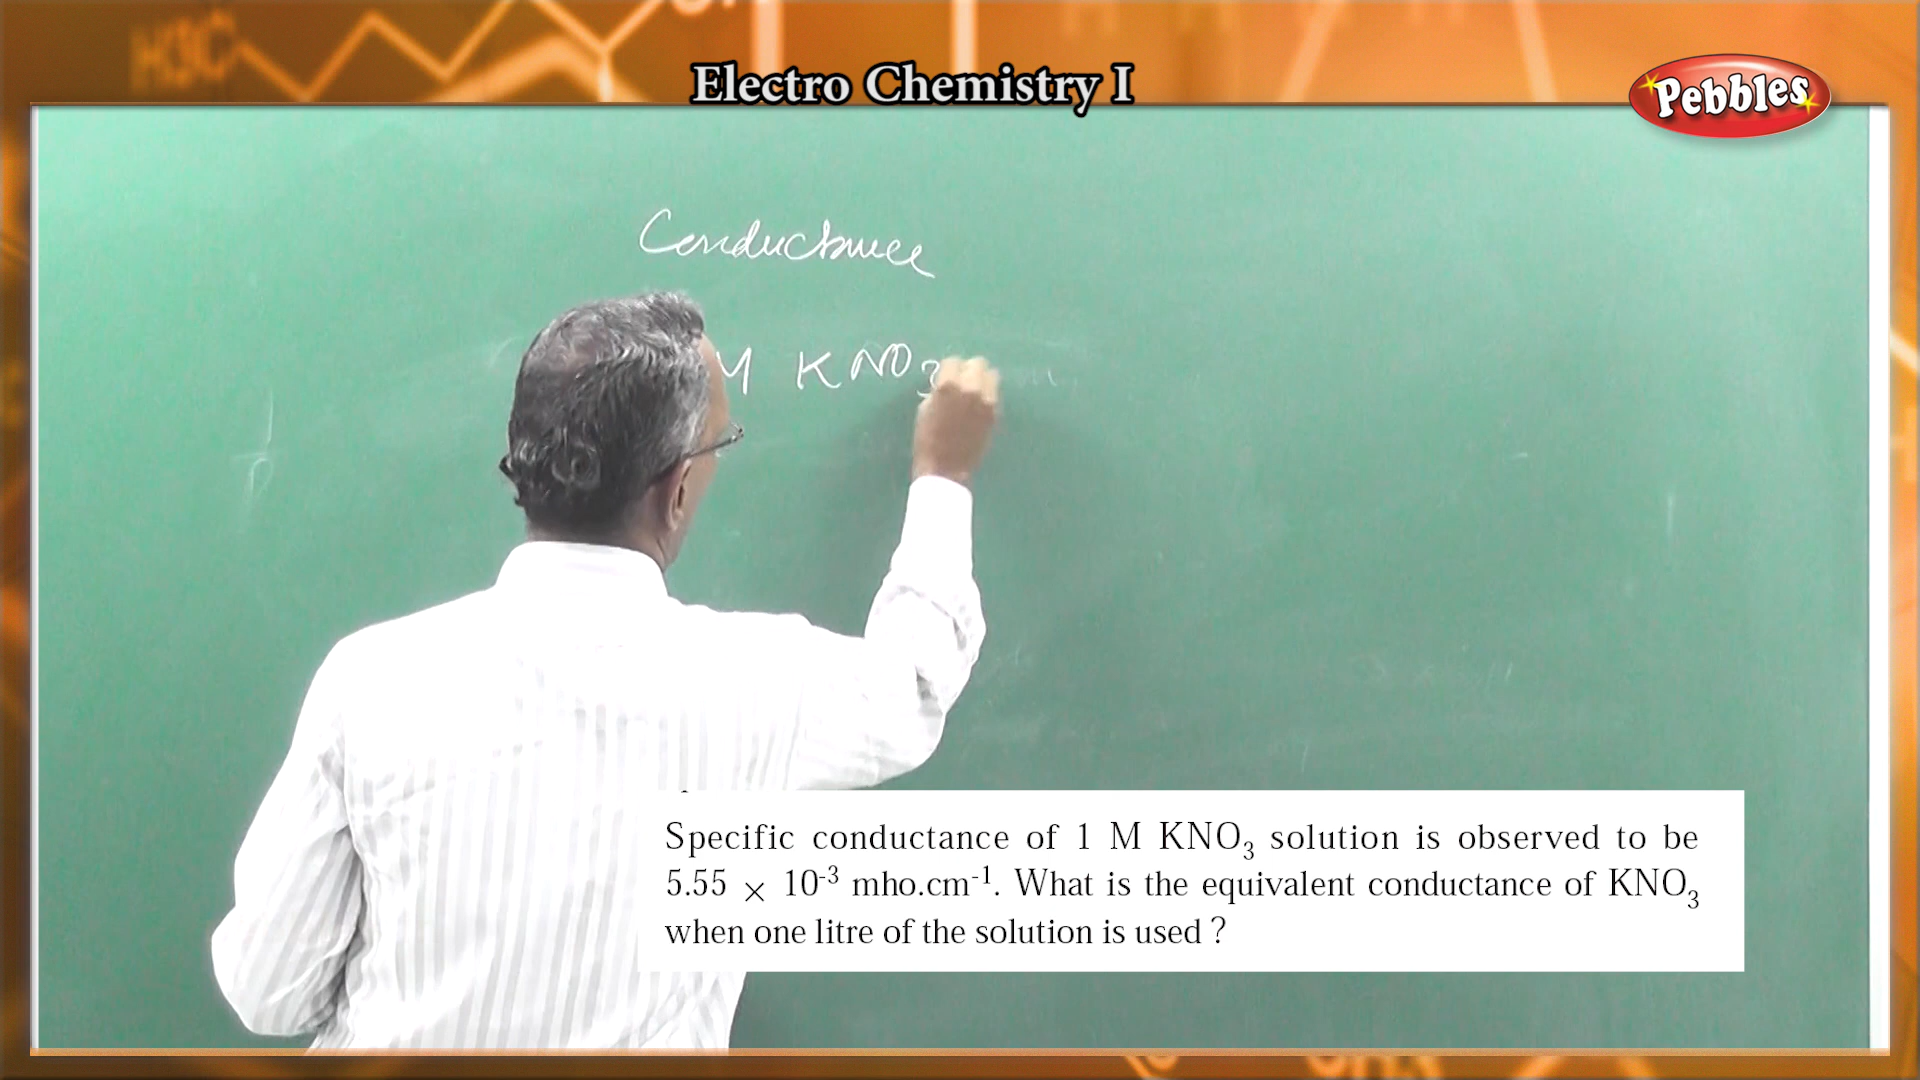 H3C
Electro Chemistry I
Pebbles
Conductance
M KNO3
Specific conductance of 1 M KNO₃ solution is observed to be
5.55 × 10⁻³ mho.cm⁻¹. What is the equivalent conductance of KNO₃
when one litre of the solution is used ?